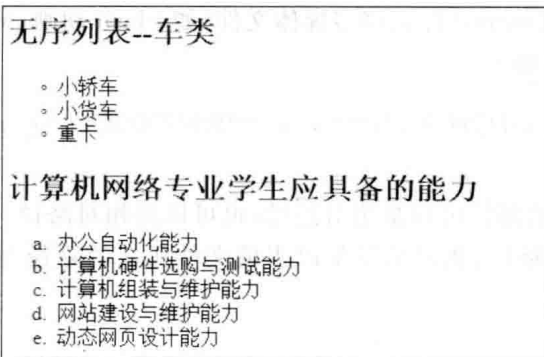 无序列表--车类
◦ 小轿车
◦ 小货车
◦ 重卡
计算机网络专业学生应具备的能力
a. 办公自动化能力
b. 计算机硬件选购与测试能力
c. 计算机组装与维护能力
d. 网站建设与维护能力
e. 动态网页设计能力